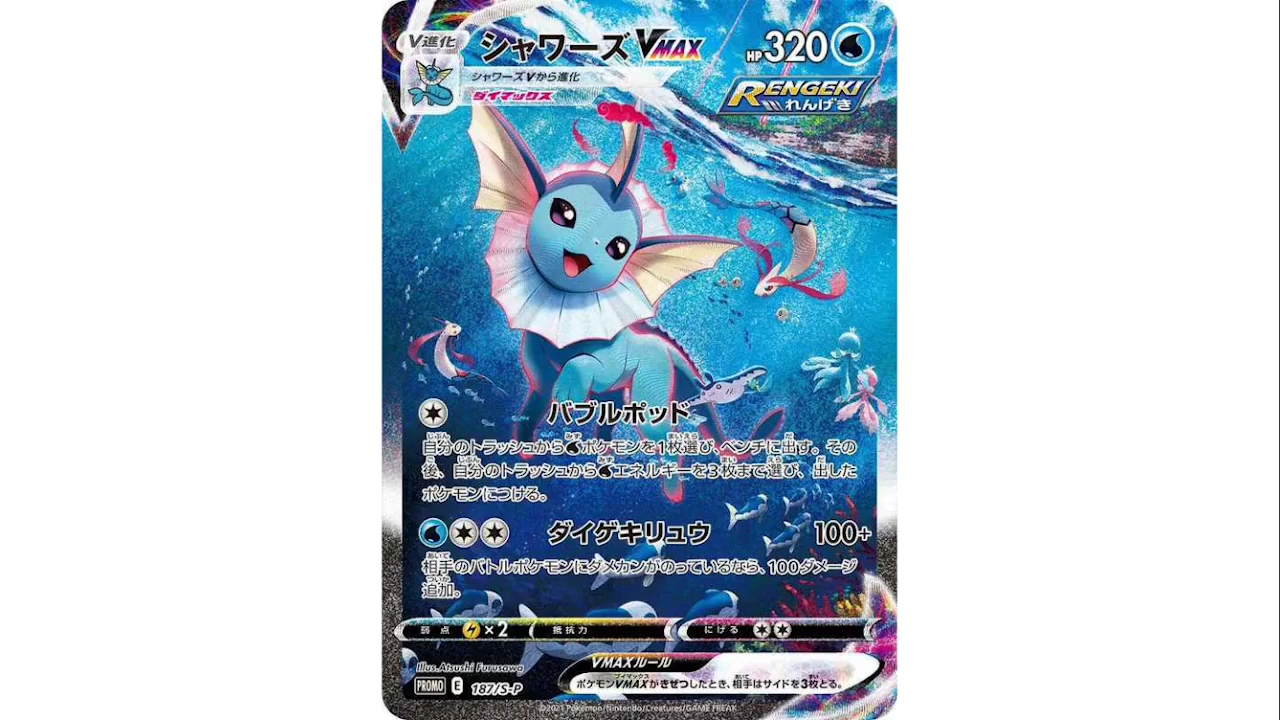 V進化
シャワーズVMAX
HP 320
シャワーズVから進化
ダイマックス
RENGEKI
れんげき
バブルポッド
自分のトラッシュからポケモンを1枚選び、ベンチに出す。その
後、自分のトラッシュからエネルギーを3枚まで選び、出した
ポケモンにつける。
ダイゲキリュウ 100+
相手のバトルポケモンにダメカンがのっているなら、100ダメージ
追加。
弱点 ×2 抵抗力 にげる
Illus. Atsushi Furusawa
VMAXルール
PROMO E 187/S-P
ポケモンVMAXがきぜつしたとき、相手はサイドを3枚とる。
©2021 Pokémon/Nintendo/Creatures/GAME FREAK